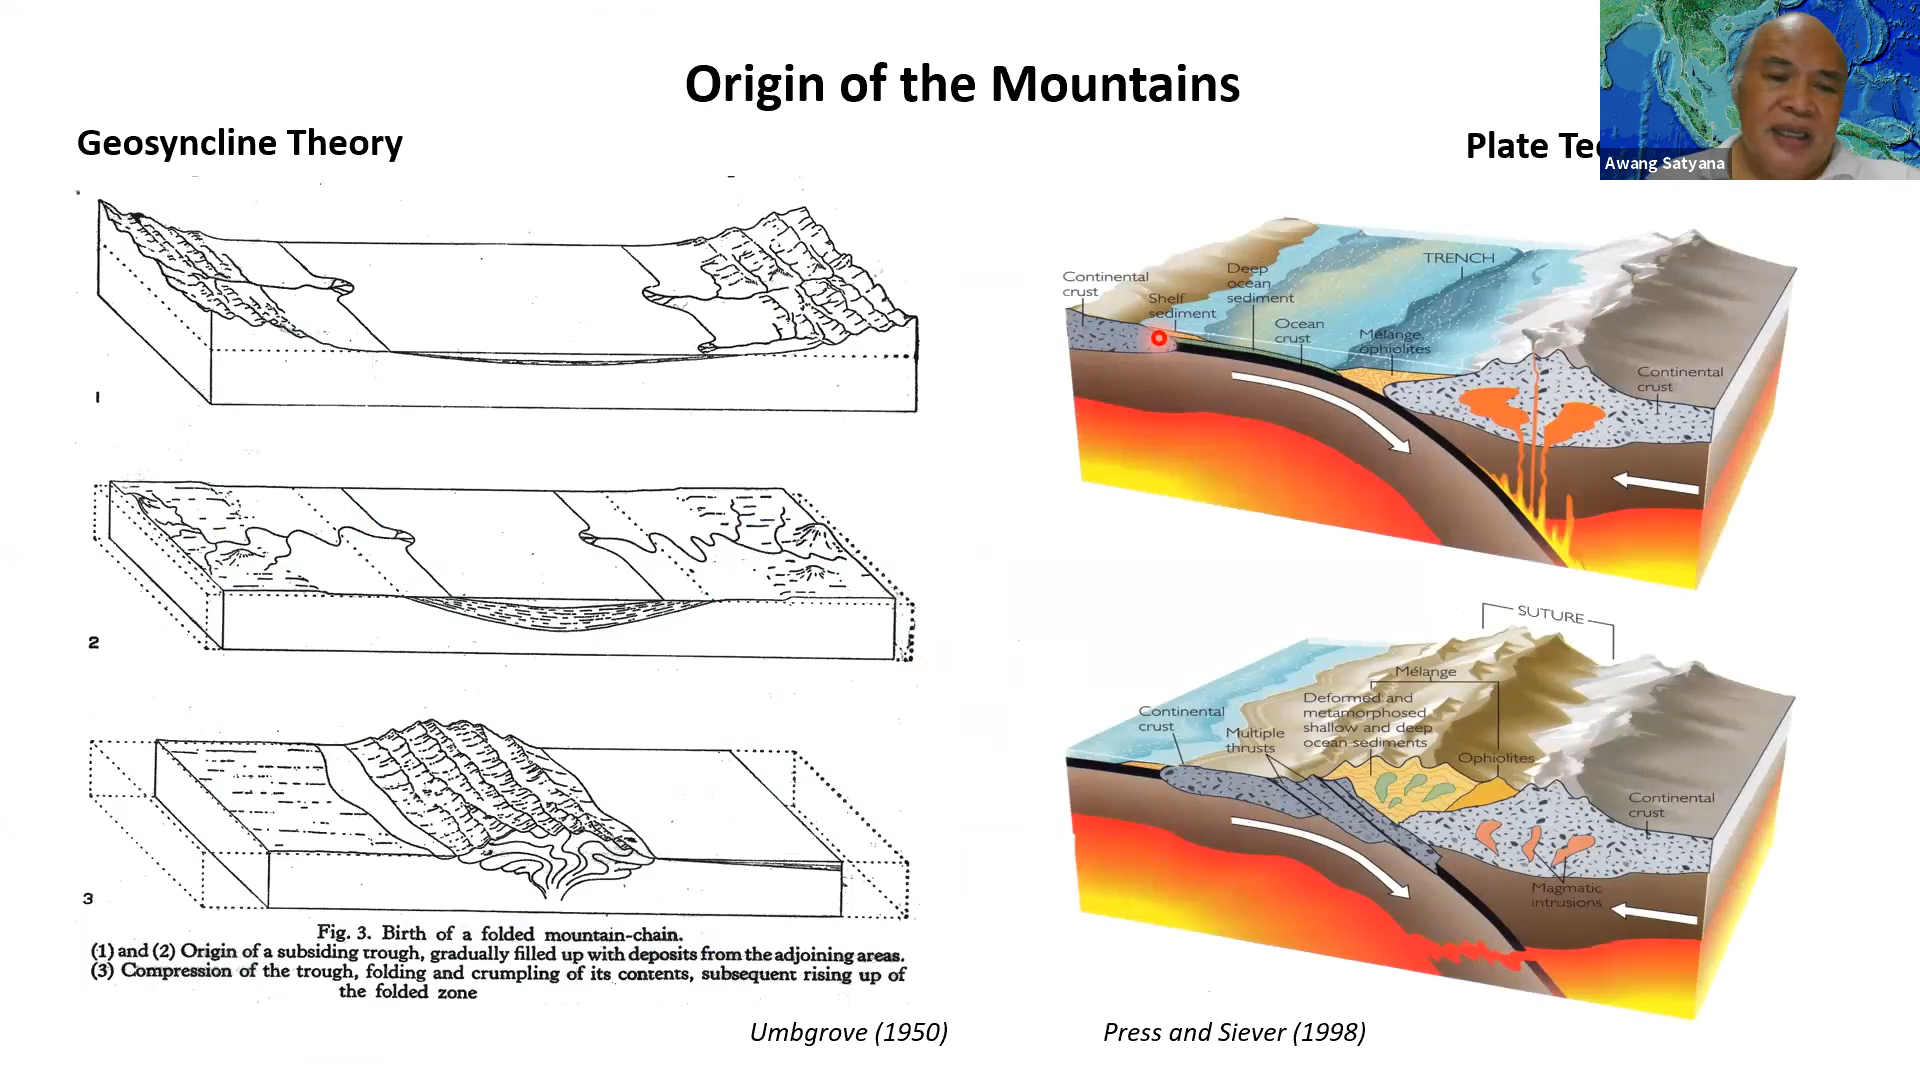 Origin of the Mountains
Geosyncline Theory
Plate Te
Awang Satyana
1
2
3
Fig. 3. Birth of a folded mountain-chain.
(1) and (2) Origin of a subsiding trough, gradually filled up with deposits from the adjoining areas.
(3) Compression of the trough, folding and crumpling of its contents, subsequent rising up of
the folded zone
Umbgrove (1950)
Continental
crust
Shelf
sediment
Deep
ocean
sediment
Ocean
crust
TRENCH
Mélange,
ophiolites
Continental
crust
SUTURE
Mélange
Continental
crust
Multiple
thrusts
Deformed and
metamorphosed
shallow and deep
ocean sediments
Ophiolites
Continental
crust
Magmatic
intrusions
Press and Siever (1998)